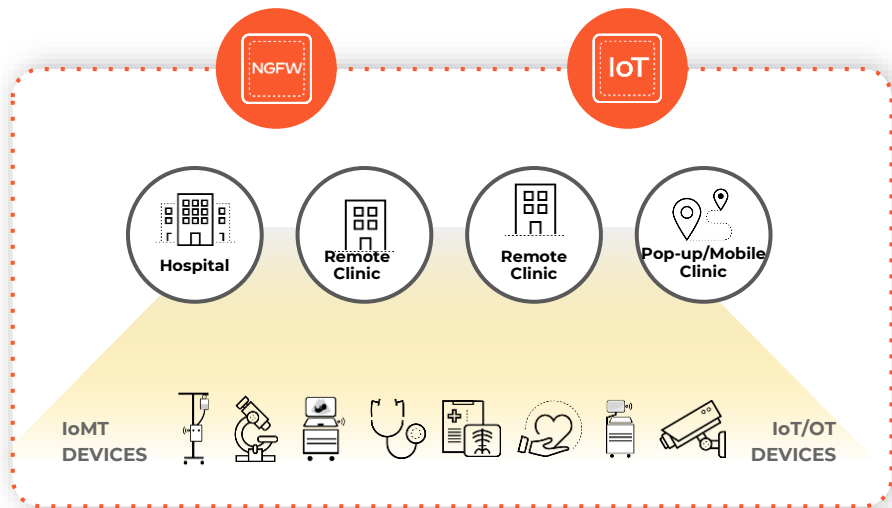 NGFW
IoT
Hospital
Remote
Clinic
Remote
Clinic
Pop-up/Mobile
Clinic
IoMT
DEVICES
IoT/OT
DEVICES